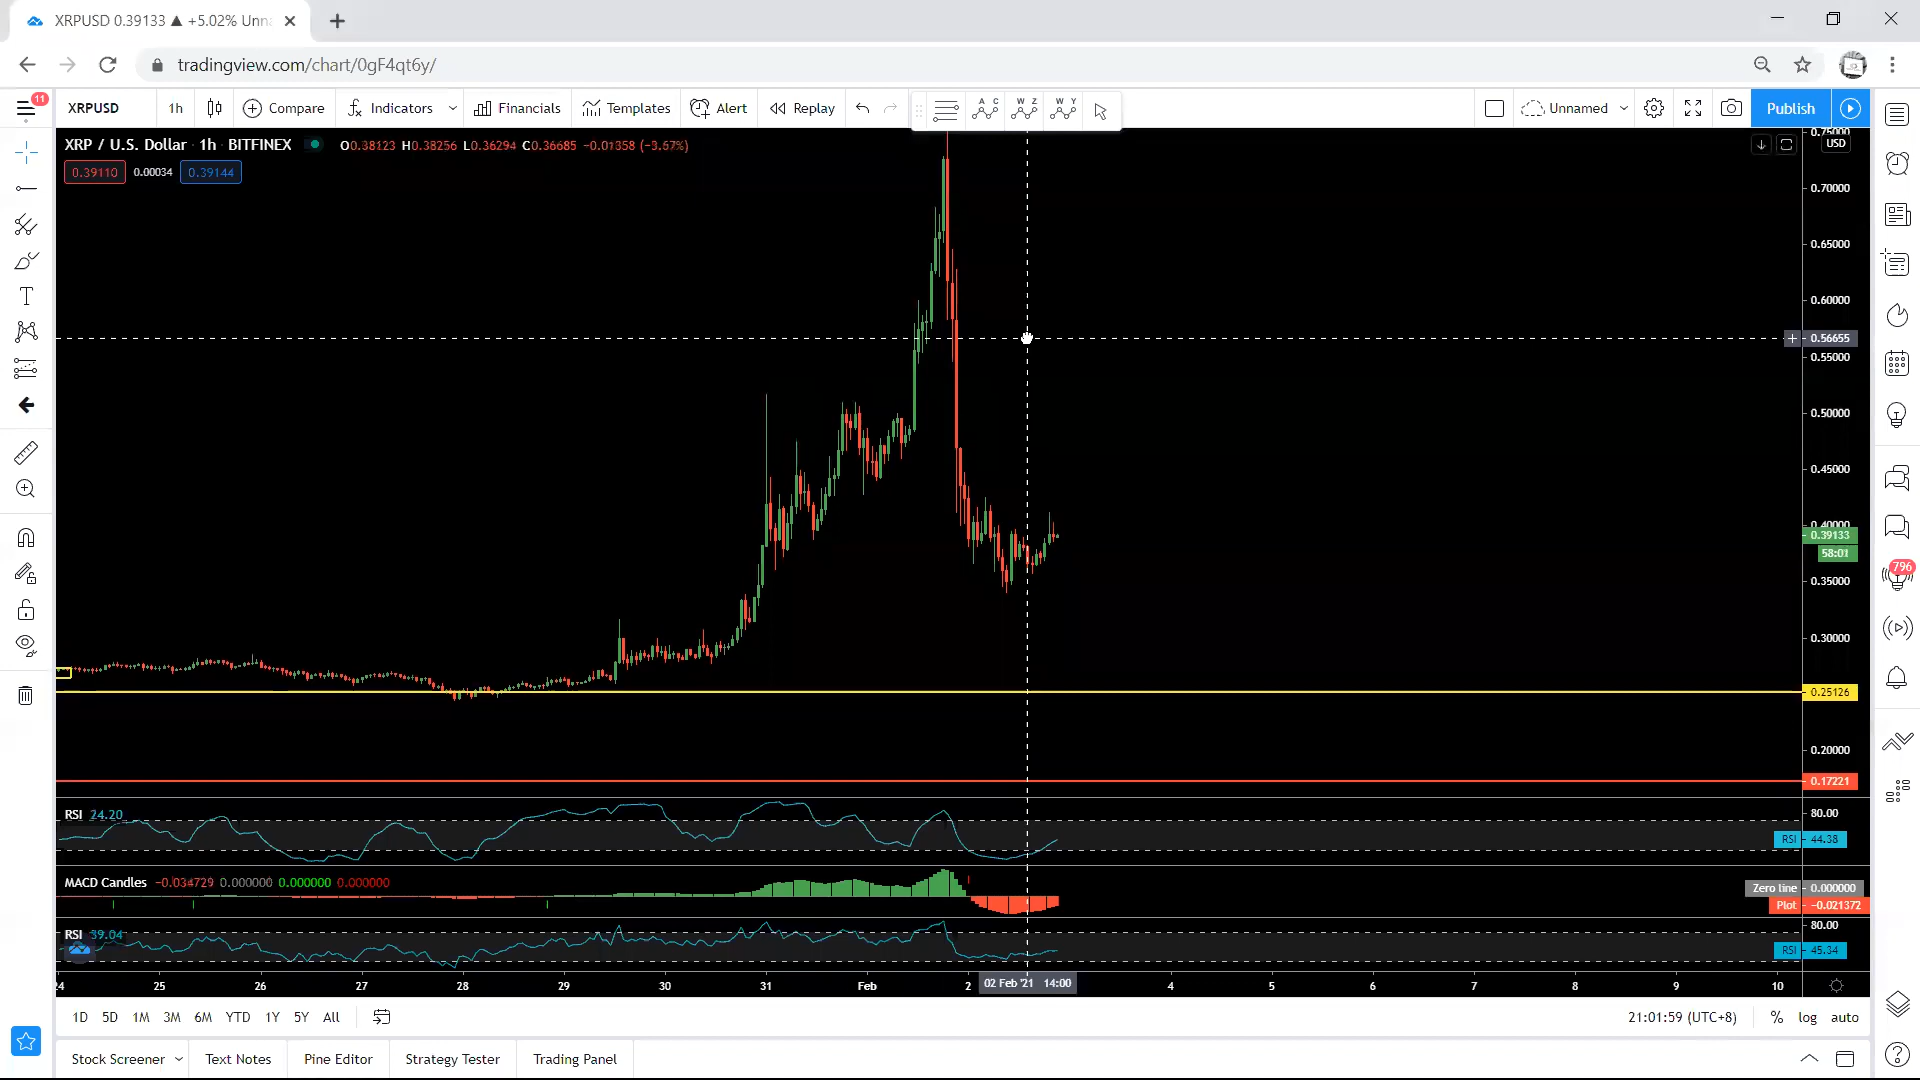 XRPUSD 0.39133 ▲ +5.02% Unna
tradingview.com/chart/0gF4qt6y/
11
XRPUSD 1h Compare Indicators Financials Templates Alert Replay A C W Z W Y Unnamed Publish
XRP / U.S. Dollar · 1h · BITFINEX O0.38123 H0.38256 L0.36294 C0.36685 −0.01358 (−3.57%)
0.39110 0.00034 0.39144
0.75000
USD
0.70000
0.65000
0.60000
0.56655
0.55000
0.50000
0.45000
0.40000
0.39133
58:01
796
0.35000
0.30000
0.25126
0.20000
0.17221
RSI 24.20
80.00
RSI 44.38
MACD Candles −0.034729 0.000000 0.000000 0.000000
Zero line 0.000000
Plot −0.021372
RSI 39.04
80.00
RSI 45.34
24 25 26 27 28 29 30 31 Feb 2 02 Feb '21 14:00 4 5 6 7 8 9 10
1D 5D 1M 3M 6M YTD 1Y 5Y All 21:01:59 (UTC+8) % log auto
Stock Screener Text Notes Pine Editor Strategy Tester Trading Panel